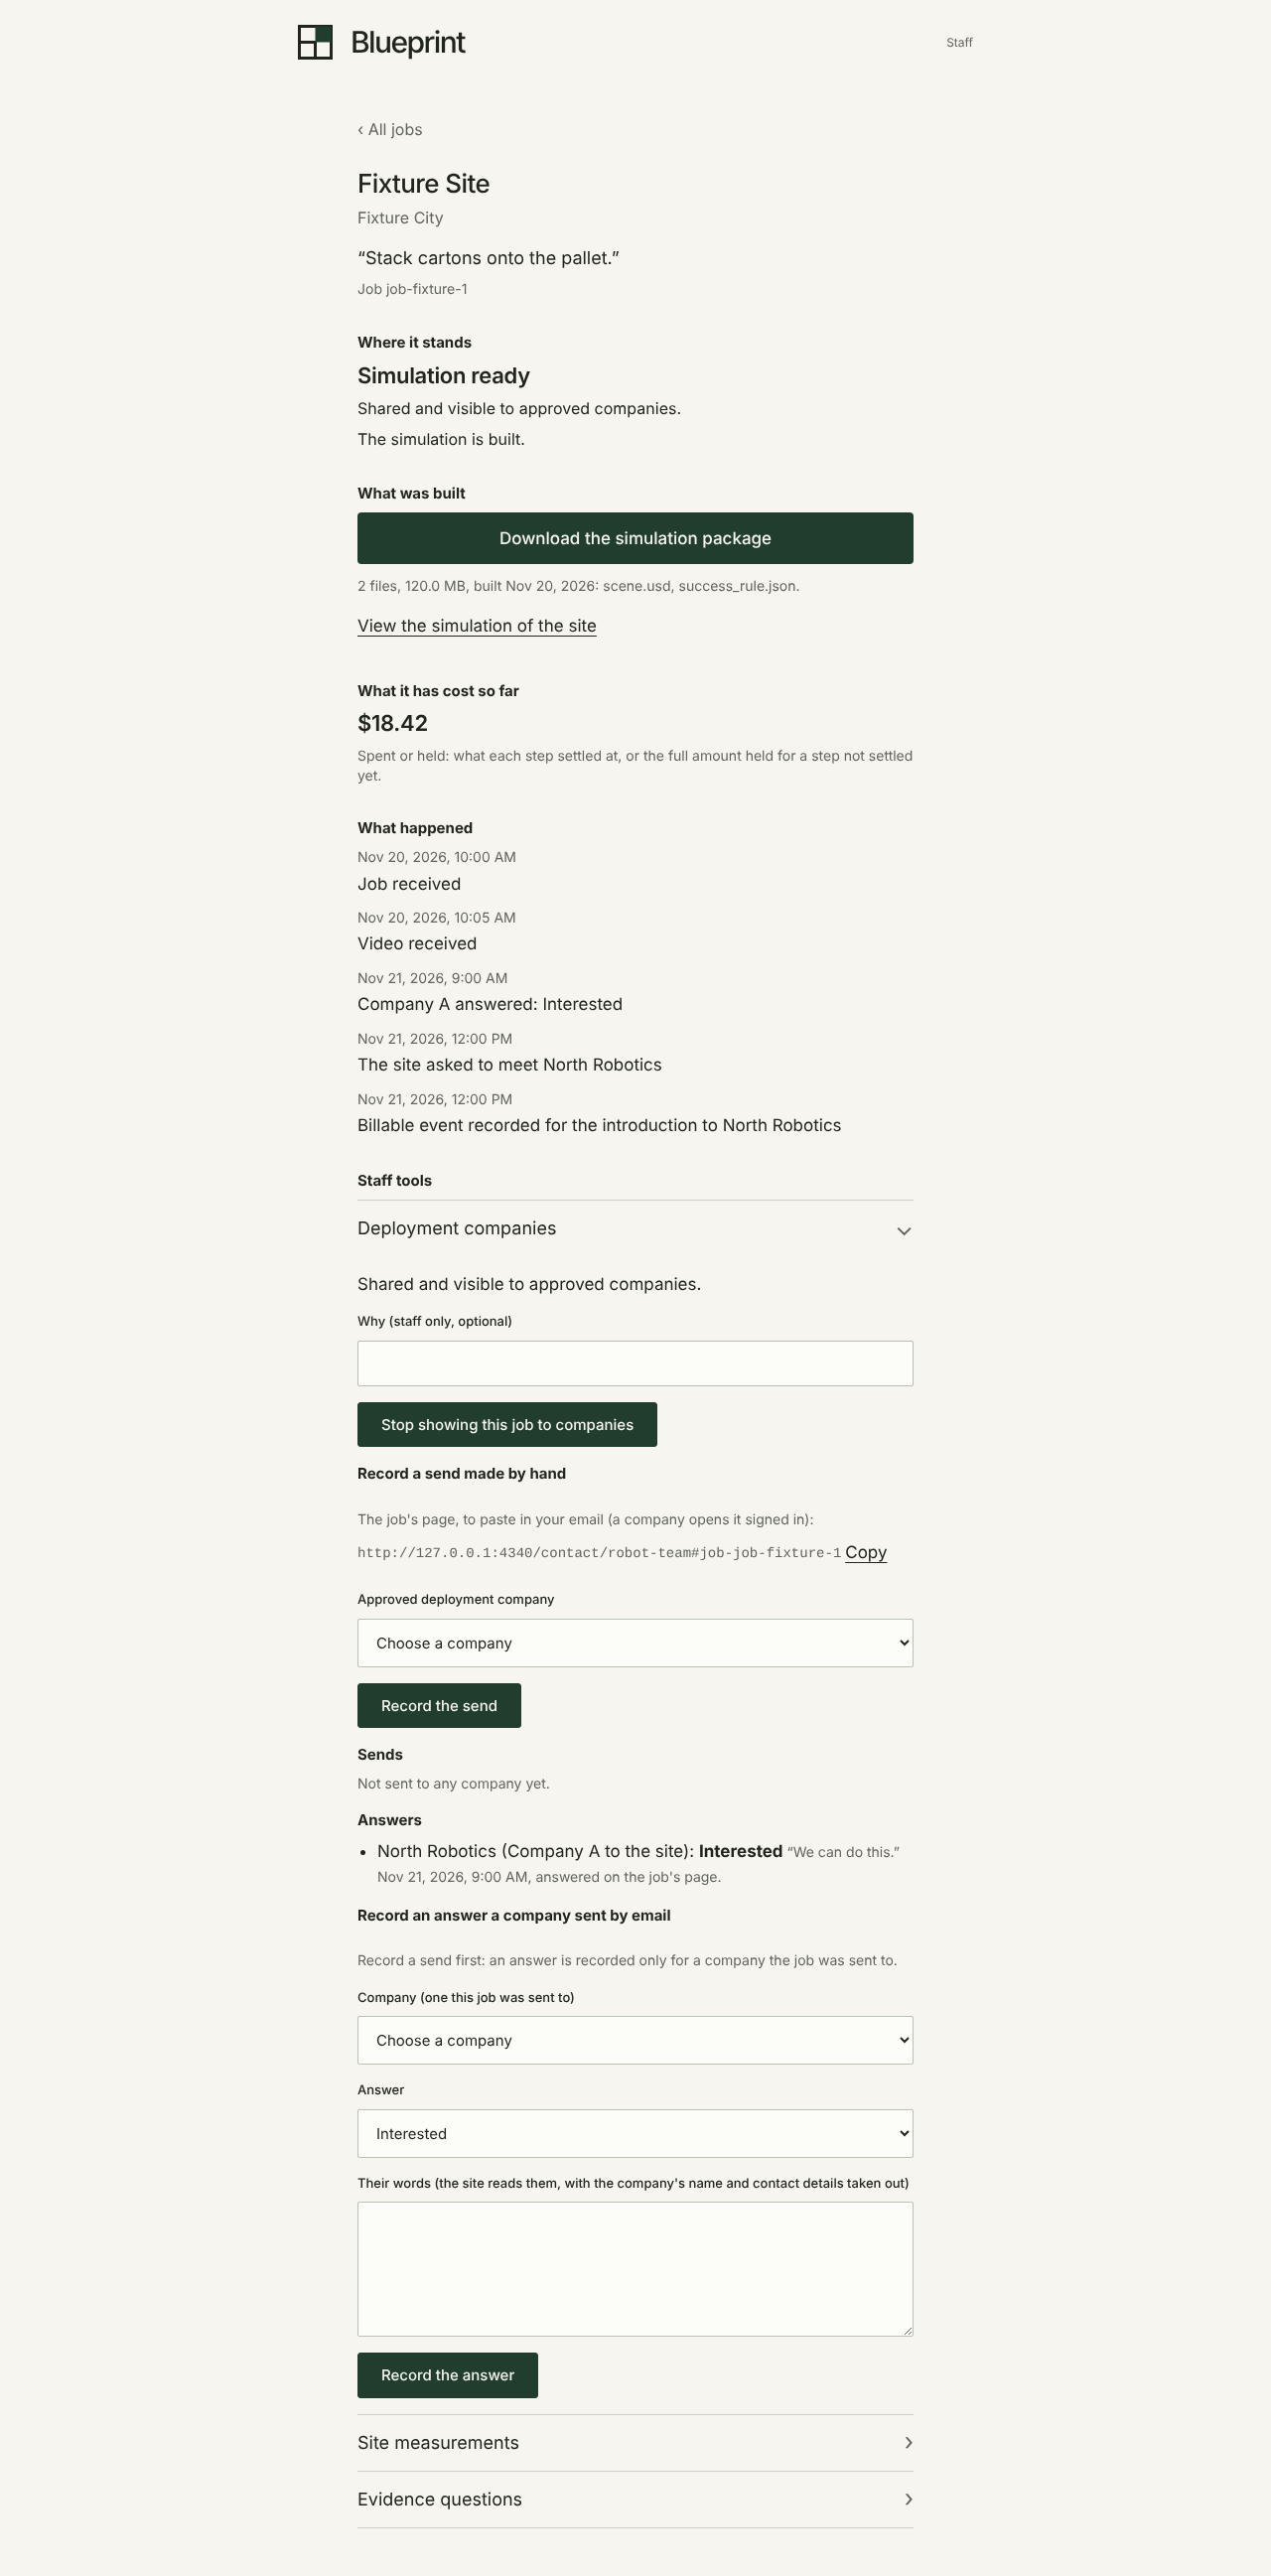 Blueprint
Staff
‹ All jobs
Fixture Site
Fixture City
“Stack cartons onto the pallet.”
Job job-fixture-1
Where it stands
Simulation ready
Shared and visible to approved companies.
The simulation is built.
What was built
Download the simulation package
2 files, 120.0 MB, built Nov 20, 2026: scene.usd, success_rule.json.
View the simulation of the site
What it has cost so far
$18.42
Spent or held: what each step settled at, or the full amount held for a step not settled
yet.
What happened
Nov 20, 2026, 10:00 AM
Job received
Nov 20, 2026, 10:05 AM
Video received
Nov 21, 2026, 9:00 AM
Company A answered: Interested
Nov 21, 2026, 12:00 PM
The site asked to meet North Robotics
Nov 21, 2026, 12:00 PM
Billable event recorded for the introduction to North Robotics
Staff tools
Deployment companies
Shared and visible to approved companies.
Why (staff only, optional)
Stop showing this job to companies
Record a send made by hand
The job's page, to paste in your email (a company opens it signed in):
http://127.0.0.1:4340/contact/robot-team#job-job-fixture-1 Copy
Approved deployment company
Choose a company
Record the send
Sends
Not sent to any company yet.
Answers
• North Robotics (Company A to the site): Interested “We can do this.”
Nov 21, 2026, 9:00 AM, answered on the job's page.
Record an answer a company sent by email
Record a send first: an answer is recorded only for a company the job was sent to.
Company (one this job was sent to)
Choose a company
Answer
Interested
Their words (the site reads them, with the company's name and contact details taken out)
Record the answer
Site measurements
Evidence questions